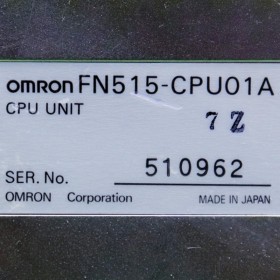 omron FN515-CPU01A
CPU UNIT
7 Z
SER. No. 510962
OMRON Corporation MADE IN JAPAN